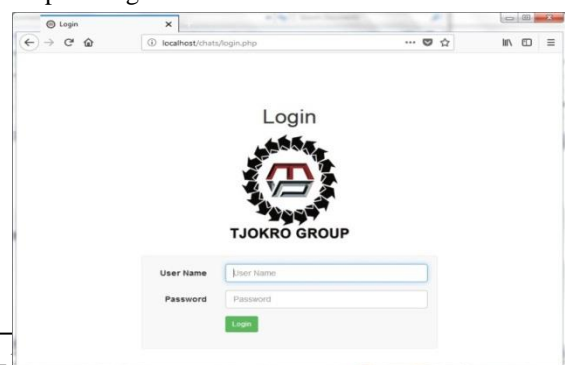 Login
localhost/chats/login.php
Login
TJOKRO GROUP
User Name
User Name
Password
Password
Login